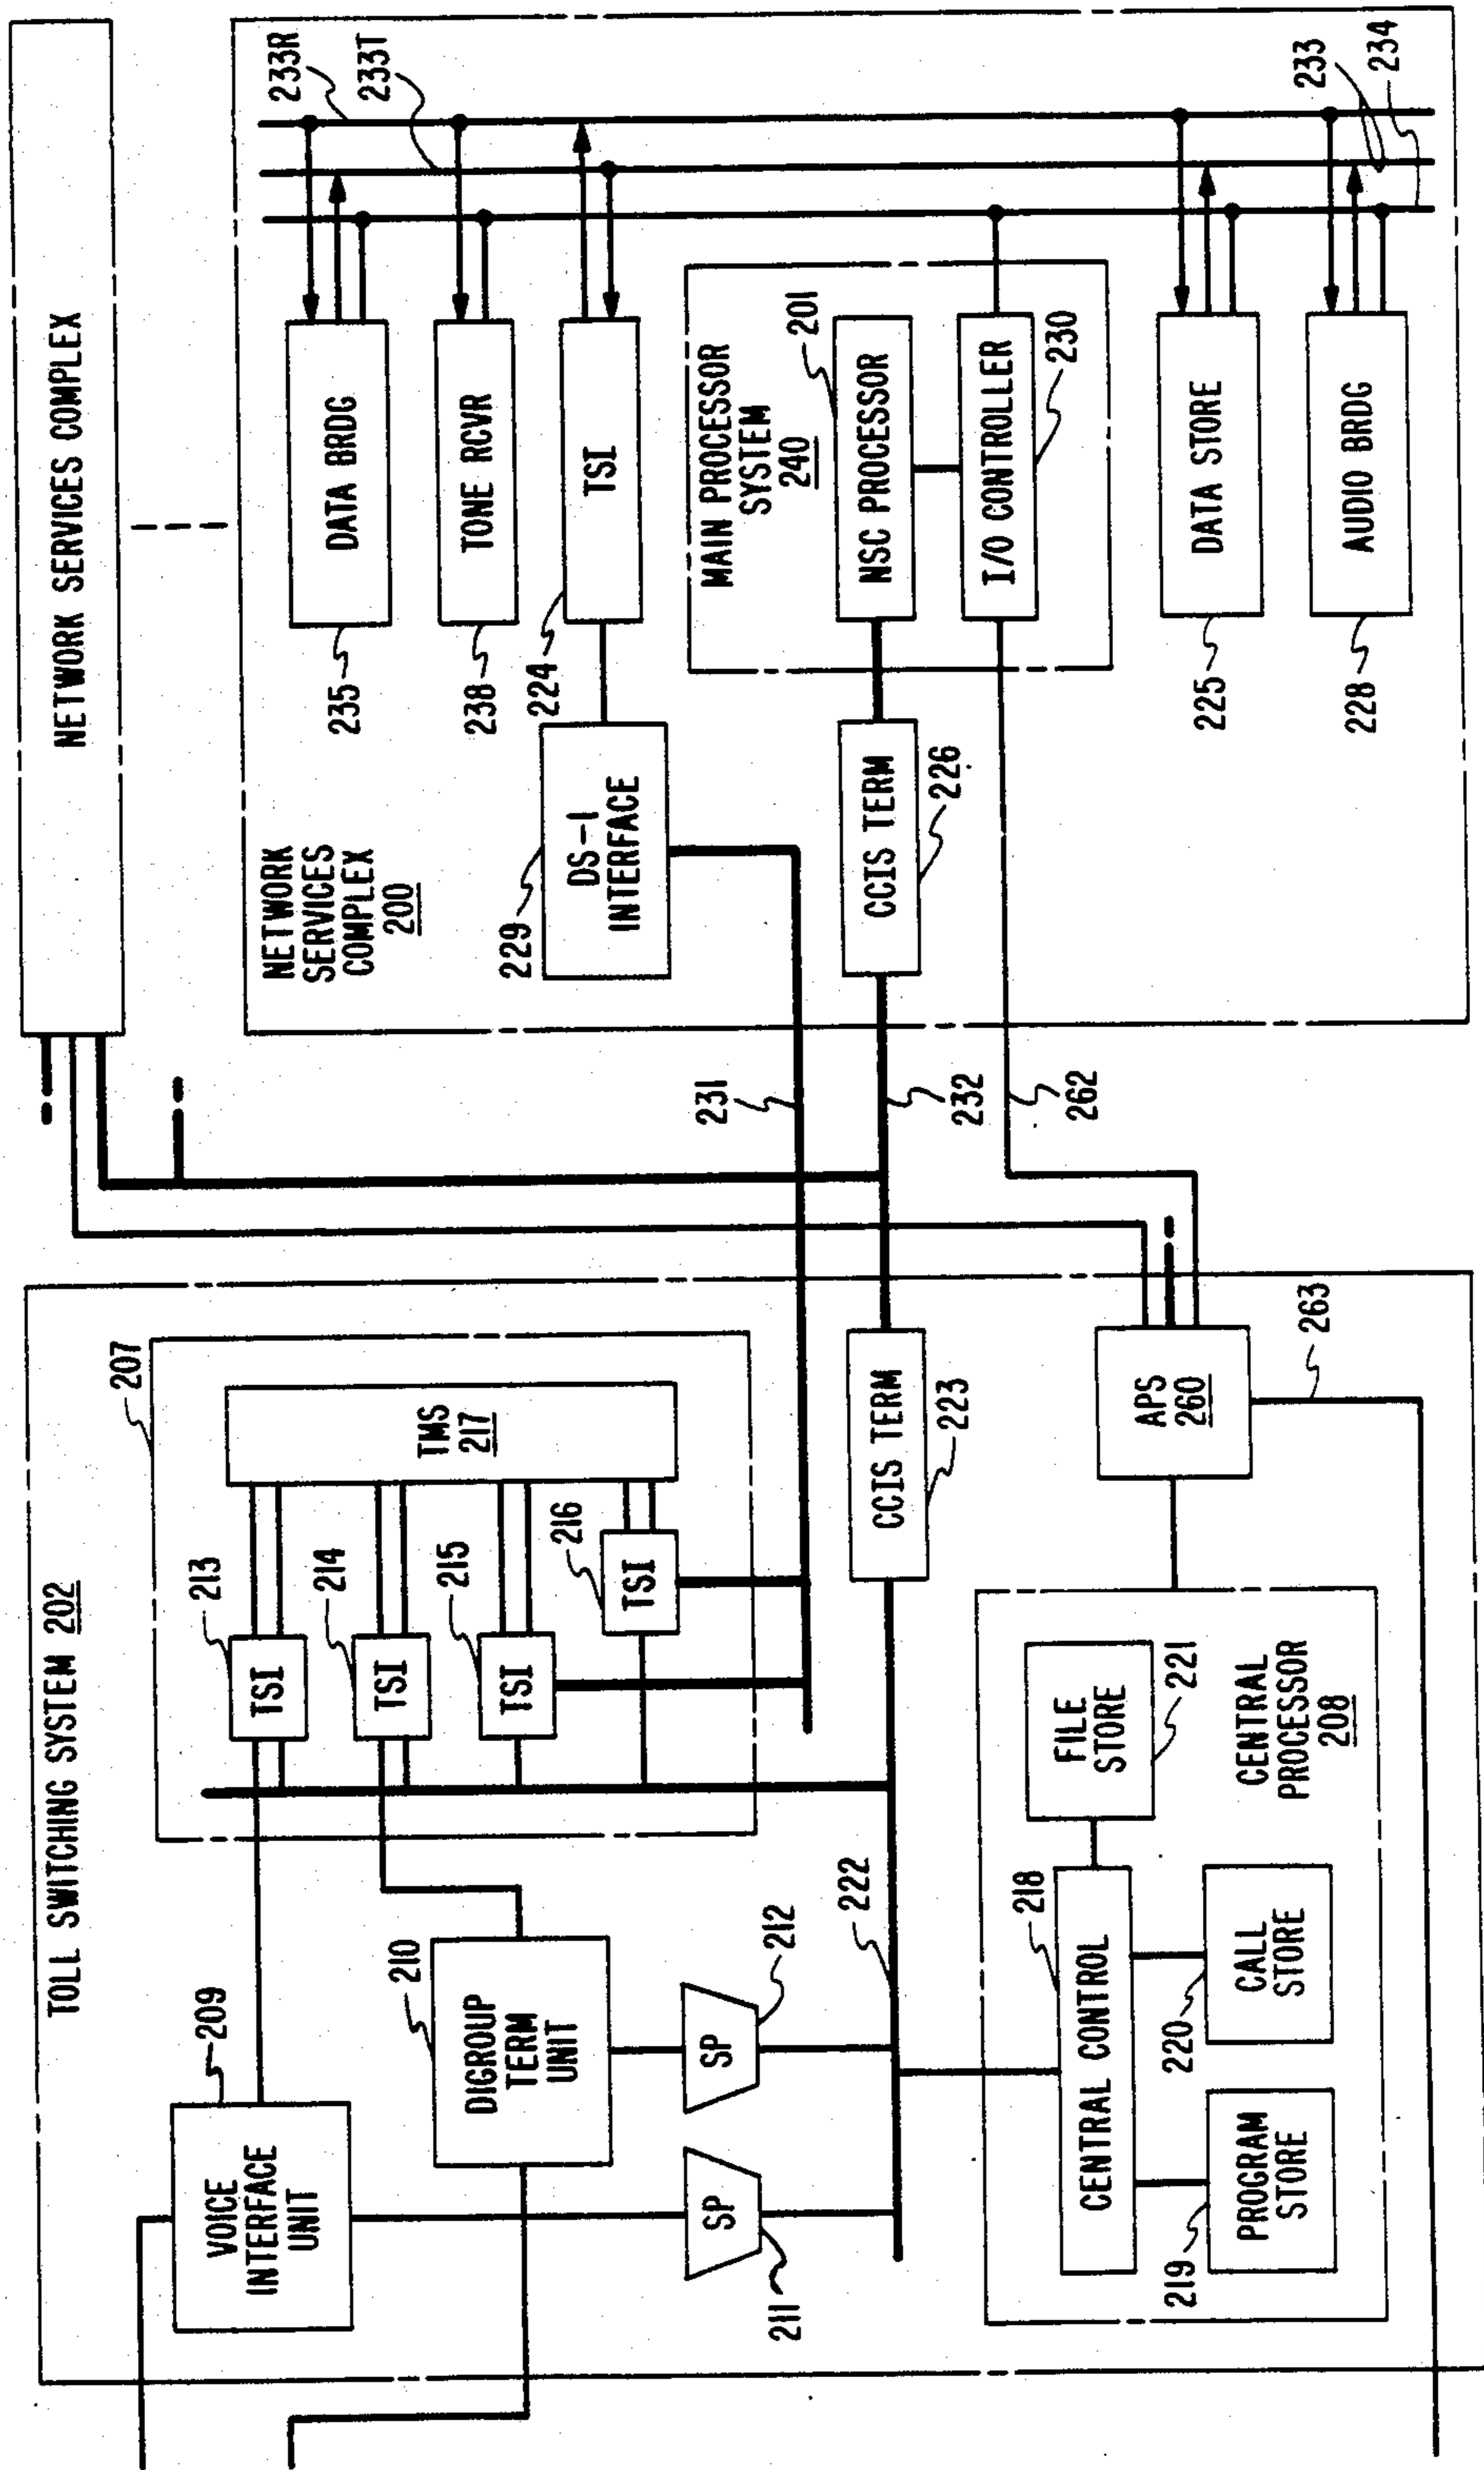 NETWORK SERVICES COMPLEX
TOLL SWITCHING SYSTEM 202
207
209
VOICE
INTERFACE
UNIT
210
DIGROUP
TERM
UNIT
211
SP
212
SP
213
TSI
214
TSI
215
TSI
216
TSI
TMS
217
222
CCIS TERM
223
218
CENTRAL CONTROL
219
PROGRAM
STORE
220
CALL
STORE
FILE
STORE
221
CENTRAL
PROCESSOR
208
APS
260
263
231
232
262
NETWORK
SERVICES
COMPLEX
200
229
DS-1
INTERFACE
CCIS TERM
226
235
DATA BRDG
238
TONE RCVR
224
TSI
MAIN PROCESSOR
SYSTEM
240
NSC PROCESSOR
201
I/O CONTROLLER
230
225
DATA STORE
228
AUDIO BRDG
233R
233T
233
234